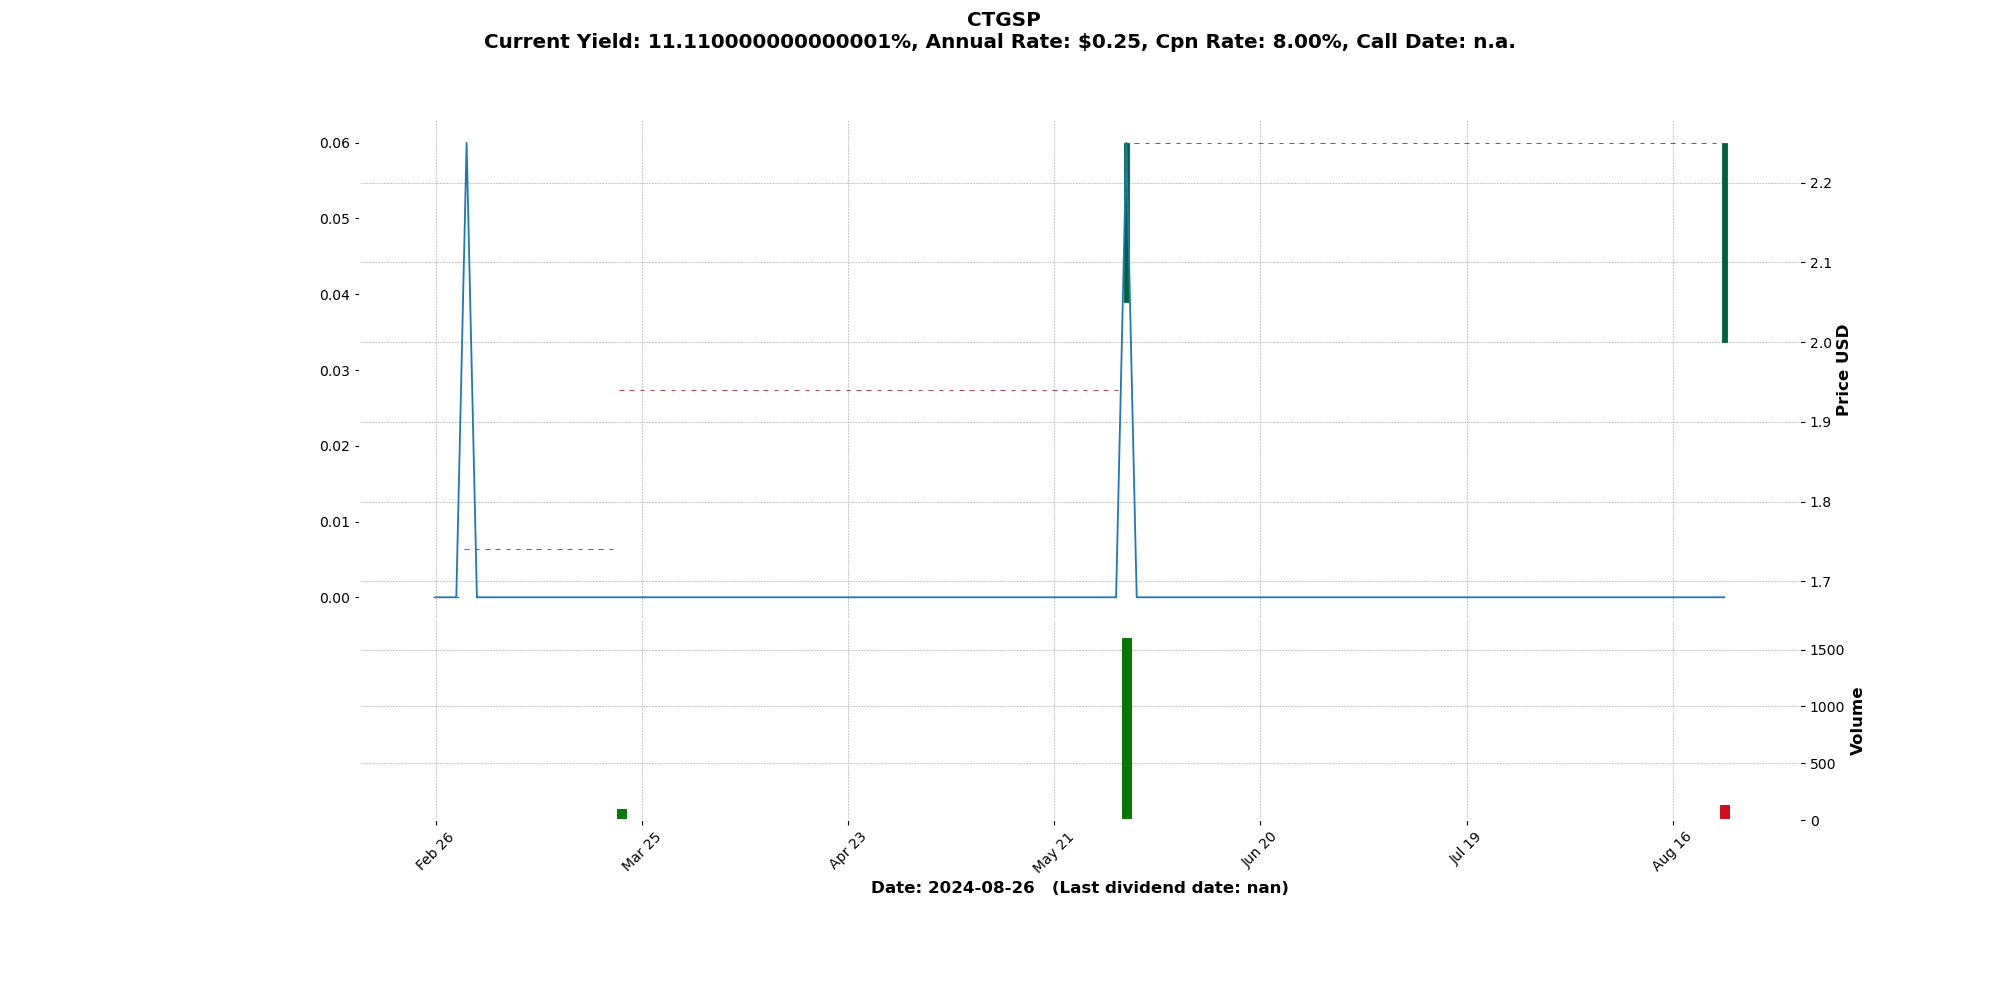 CTGSP
Current Yield: 11.110000000000001%, Annual Rate: $0.25, Cpn Rate: 8.00%, Call Date: n.a.
0.06
0.05
0.04
0.03
0.02
0.01
0.00
2.2
2.1
2.0
1.9
1.8
1.7
Price USD
1500
1000
500
0
Volume
Feb 26
Mar 25
Apr 23
May 21
Jun 20
Jul 19
Aug 16
Date: 2024-08-26   (Last dividend date: nan)